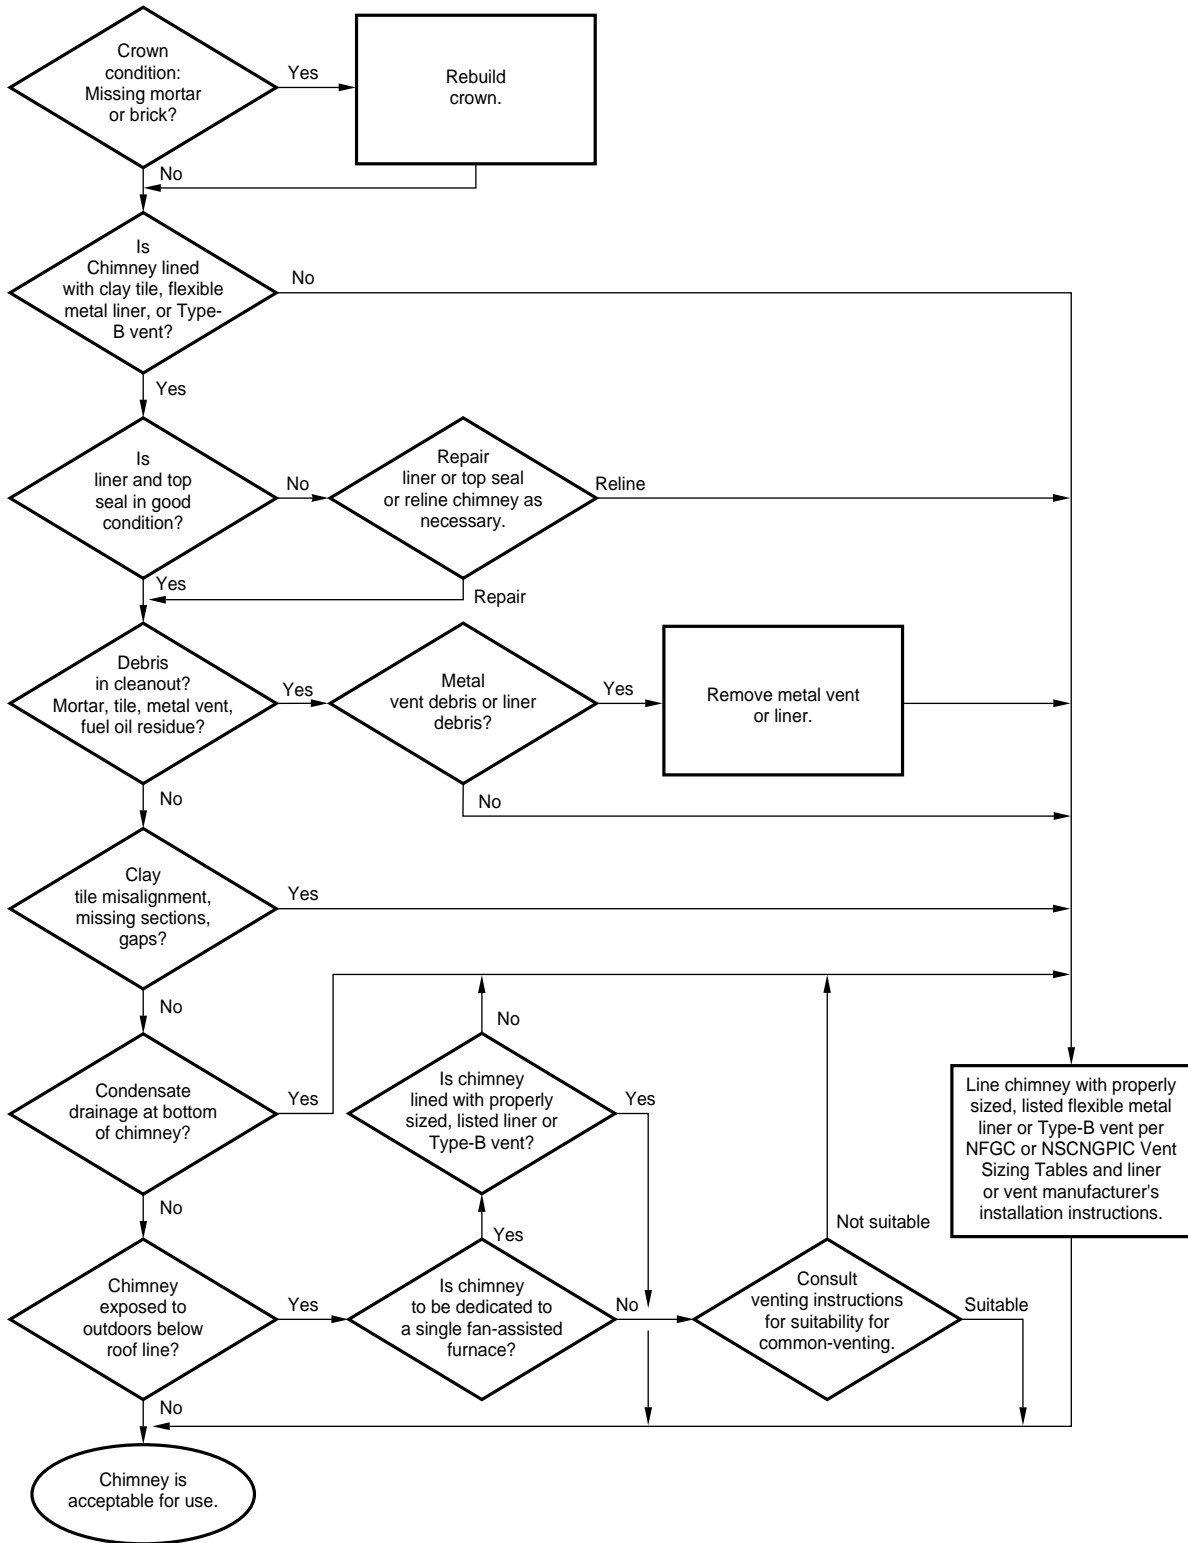 Crown
condition:
Missing mortar
or brick?
Yes
Rebuild
crown.
No
Is
Chimney lined
with clay tile, flexible
metal liner, or Type-
B vent?
No
Yes
Is
liner and top
seal in good
condition?
No
Repair
liner or top seal
or reline chimney as
necessary.
Reline
Yes
Repair
Debris
in cleanout?
Mortar, tile, metal vent,
fuel oil residue?
Yes
Metal
vent debris or liner
debris?
Yes
Remove metal vent
or liner.
No
No
Clay
tile misalignment,
missing sections,
gaps?
Yes
No
No
Condensate
drainage at bottom
of chimney?
Yes
Is chimney
lined with properly
sized, listed liner or
Type-B vent?
Yes
Line chimney with properly
sized, listed flexible metal
liner or Type-B vent per
NFGC or NSCNGPIC Vent
Sizing Tables and liner
or vent manufacturer's
installation instructions.
No
Yes
Not suitable
Chimney
exposed to
outdoors below
roof line?
Yes
Is chimney
to be dedicated to
a single fan-assisted
furnace?
No
Consult
venting instructions
for suitability for
common-venting.
Suitable
No
Chimney is
acceptable for use.